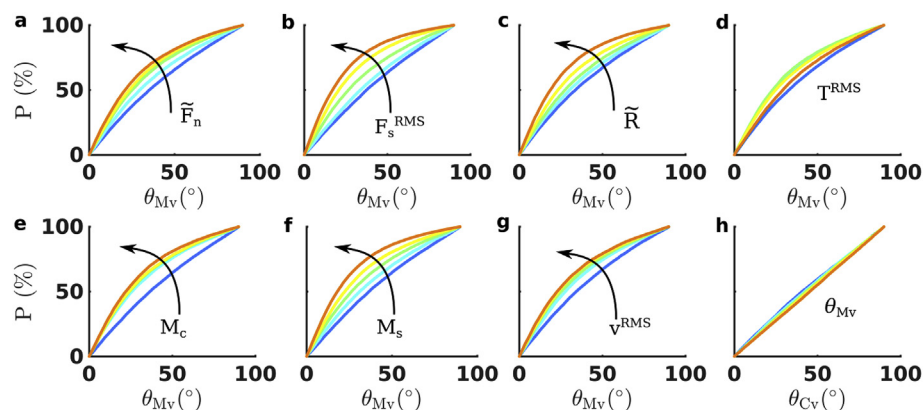 a b c d
100
P (%)
50
0
F̃n
Fs^RMS
R̃
T^RMS
0 50 100 0 50 100 0 50 100 0 50 100
θMv(°) θMv(°) θMv(°) θMv(°)
e f g h
100
P (%)
50
0
Mc
Ms
v^RMS
θMv
0 50 100 0 50 100 0 50 100 0 50 100
θMv(°) θMv(°) θMv(°) θCv(°)